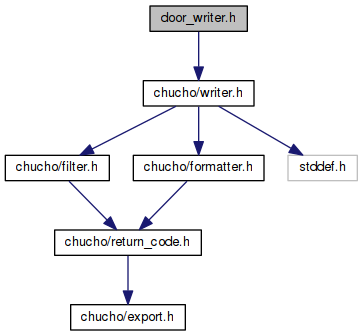 door_writer.h
chucho/writer.h
chucho/filter.h
chucho/formatter.h
stddef.h
chucho/return_code.h
chucho/export.h